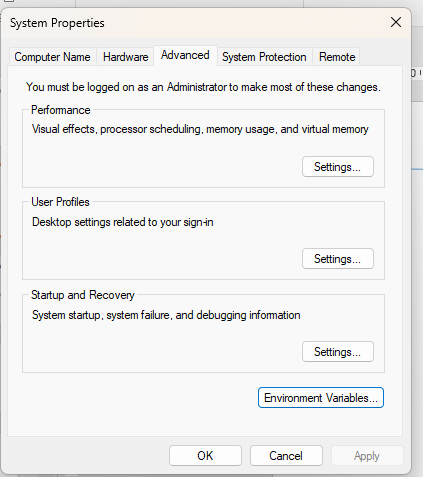 System Properties
Computer Name
Hardware
Advanced
System Protection
Remote
You must be logged on as an Administrator to make most of these changes.
Performance
Visual effects, processor scheduling, memory usage, and virtual memory
Settings...
User Profiles
Desktop settings related to your sign-in
Settings...
Startup and Recovery
System startup, system failure, and debugging information
Settings...
Environment Variables...
OK
Cancel
Apply